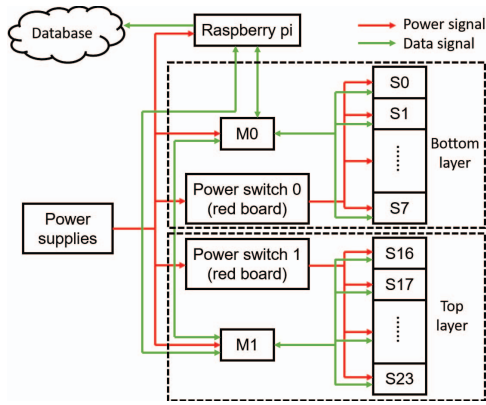 Database
Raspberry pi
Power signal
Data signal
S0
S1
M0
Bottom
layer
Power switch 0
(red board)
S7
Power
supplies
Power switch 1
(red board)
S16
S17
Top
layer
M1
S23